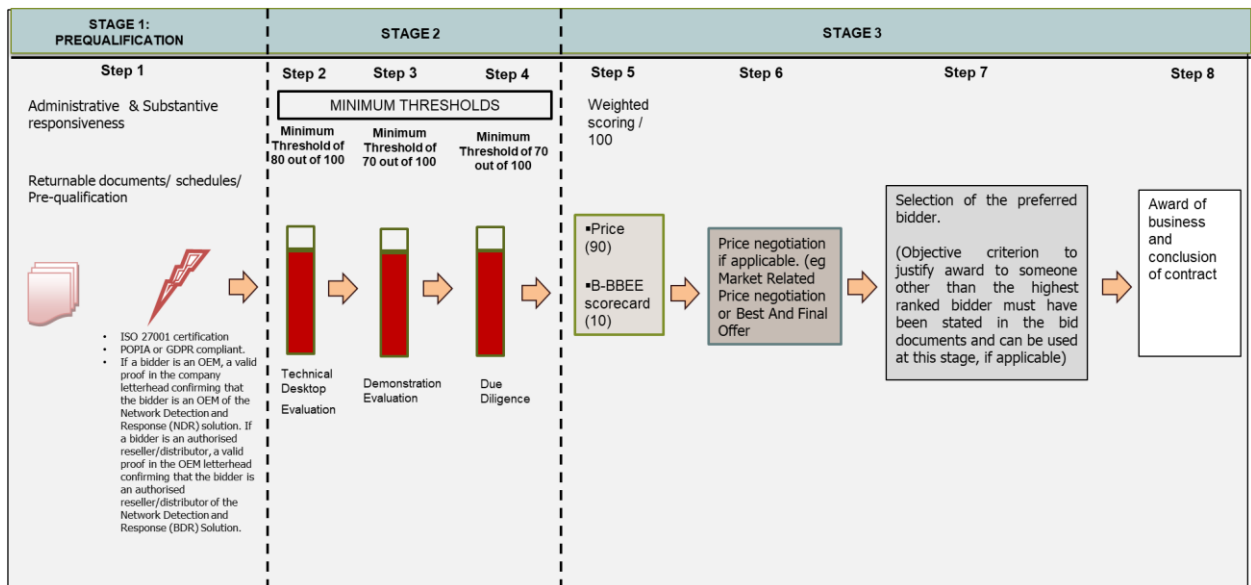 STAGE 1:
PREQUALIFICATION
STAGE 2
STAGE 3
Step 1
Step 2
Step 3
Step 4
Step 5
Step 6
Step 7
Step 8
Administrative & Substantive
responsiveness
Returnable documents/ schedules/
Pre-qualification
• ISO 27001 certification
• POPIA or GDPR compliant.
• If a bidder is an OEM, a valid
proof in the company
letterhead confirming that
the bidder is an OEM of the
Network Detection and
Response (NDR) solution. If
a bidder is an authorised
reseller/distributor, a valid
proof in the OEM letterhead
confirming that the bidder is
an authorised
reseller/distributor of the
Network Detection and
Response (BDR) Solution.
MINIMUM THRESHOLDS
Minimum
Threshold of
80 out of 100
Minimum
Threshold of
70 out of 100
Minimum
Threshold of 70
out of 100
Technical
Desktop
Evaluation
Demonstration
Evaluation
Due
Diligence
Weighted
scoring /
100
▪Price
(90)
▪B-BBEE
scorecard
(10)
Price negotiation
if applicable. (eg
Market Related
Price negotiation
or Best And Final
Offer
Selection of the preferred
bidder.
(Objective criterion to
justify award to someone
other than the highest
ranked bidder must have
been stated in the bid
documents and can be used
at this stage, if applicable)
Award of
business
and
conclusion
of contract